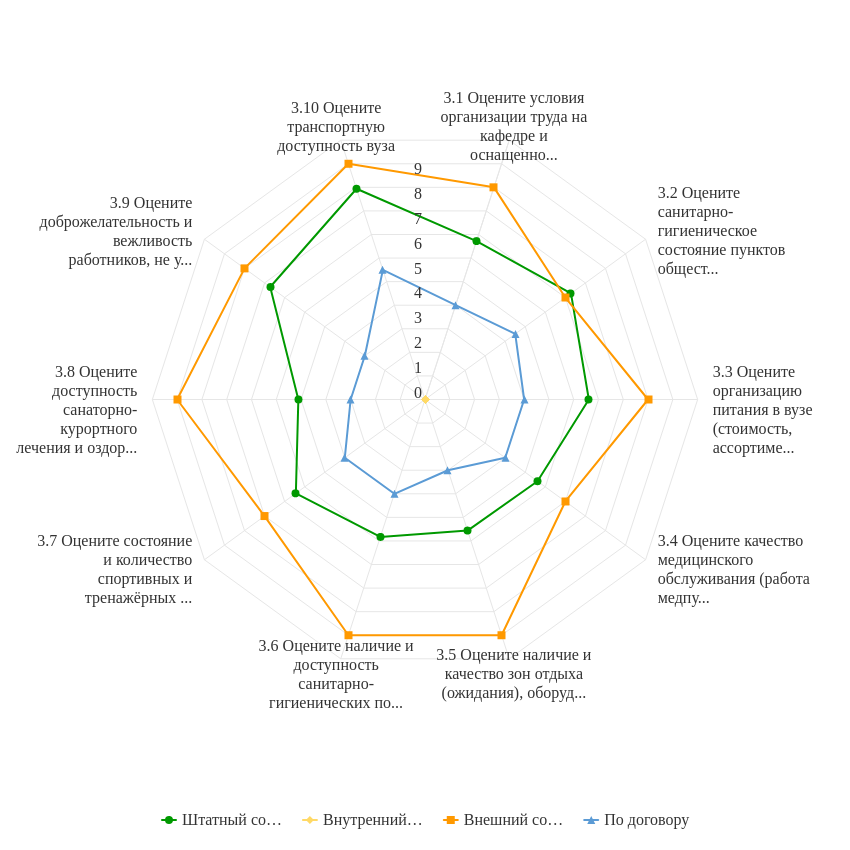 3.10 Оцените
транспортную
доступность вуза
3.1 Оцените условия
организации труда на
кафедре и
оснащенно...
3.2 Оцените
санитарно-
гигиеническое
состояние пунктов
общест...
3.9 Оцените
доброжелательность и
вежливость
работников, не у...
9
8
7
6
5
4
3
2
1
0
3.8 Оцените
доступность
санаторно-
курортного
лечения и оздор...
3.3 Оцените
организацию
питания в вузе
(стоимость,
ассортиме...
3.7 Оцените состояние
и количество
спортивных и
тренажёрных ...
3.4 Оцените качество
медицинского
обслуживания (работа
медпу...
3.6 Оцените наличие и
доступность
санитарно-
гигиенических по...
3.5 Оцените наличие и
качество зон отдыха
(ожидания), оборуд...
Штатный со… Внутренний… Внешний со… По договору